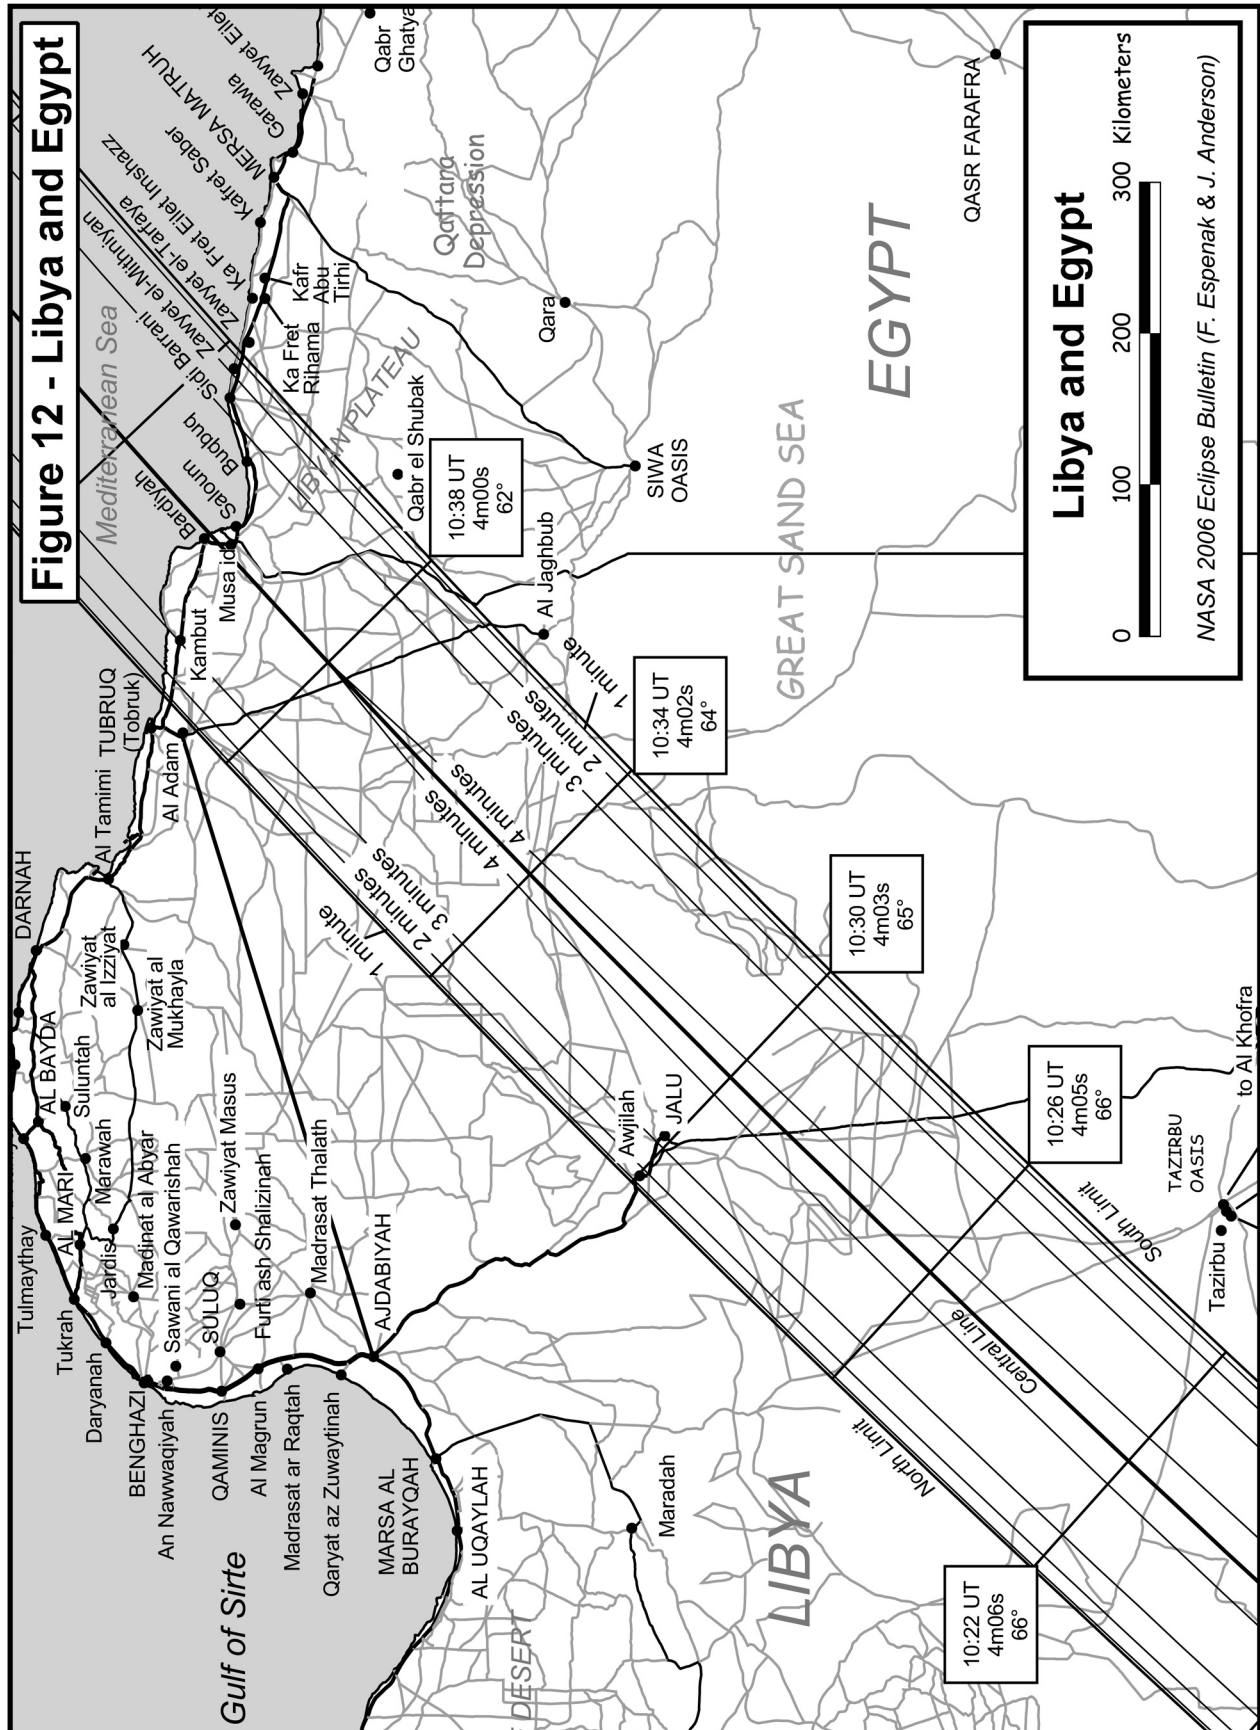 Figure 12 - Libya and Egypt
Mediterranean Sea
Tulmaythay
Tukrah
Daryanah
BENGHAZI
An Nawwaqiyah
QAMINIS
Al Magrun
Madrasat ar Raqtah
Qaryat az Zuwaytinah
MARSA AL
BURAYQAH
AL UQAYLAH
Gulf of Sirte
AL BAYDA
AL MARJ
Suluntah
Marawah
Jardis
Madinat al Abyar
Sawani al Qawarishah
SULUQ
Zawiyat Masus
Furti ash Shalizinah
Madrasat Thalath
AJDABIYAH
DARNAH
Zawiyat
al Izziyat
Zawiyat al
Mukhayla
Al Tamimi
TUBRUQ
(Tobruk)
Al Adam
Kambut
Musa id
Bardiyah
Saloum
Buqbuq
Sidi Barrani
Zawyet el-Mithniyan
Zawyet el-Tarfaya
Ka Fret Eilet Imshazz
Kafret Saber
MERSA MATRUH
Garawla
Zawyet Eilet
Ka Fret
Rihama
Kafr
Abu
Tirhi
Qabr
Ghatya
LIBYAN PLATEAU
Qattara
Depression
Qabr el Shubak
Qara
SIWA
OASIS
Al Jaghbub
QASR FARAFRA
EGYPT
GREAT SAND SEA
10:38 UT
4m00s
62°
10:34 UT
4m02s
64°
10:30 UT
4m03s
65°
10:26 UT
4m05s
66°
10:22 UT
4m06s
66°
1 minute
2 minutes
3 minutes
4 minutes
4 minutes
3 minutes
2 minutes
1 minute
Awjilah
JALU
Maradah
LIBYA
DESERT
North Limit
Central Line
South Limit
TAZIRBU
OASIS
Tazirbu
to Al Khofra
Libya and Egypt
0 100 200 300 Kilometers
NASA 2006 Eclipse Bulletin (F. Espenak & J. Anderson)